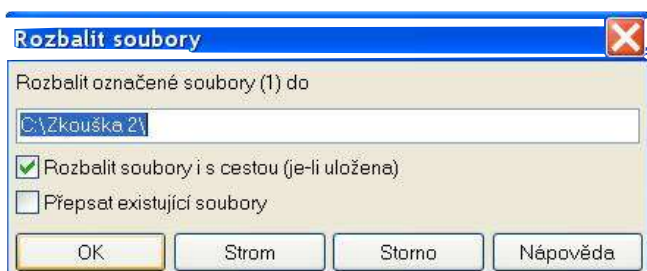 Rozbalit soubory
Rozbalit označené soubory (1) do
C:\Zkouška 2\
Rozbalit soubory i s cestou (je-li uložena)
Přepsat existující soubory
OK Strom Storno Nápověda